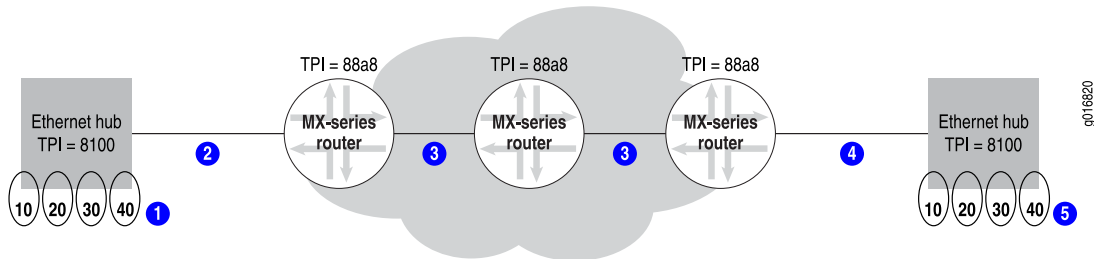 TPI = 88a8
TPI = 88a8
TPI = 88a8
Ethernet hub
TPI = 8100
2
MX-series
router
3
MX-series
router
3
MX-series
router
4
Ethernet hub
TPI = 8100
10 20 30 40 1
10 20 30 40 5
g016820